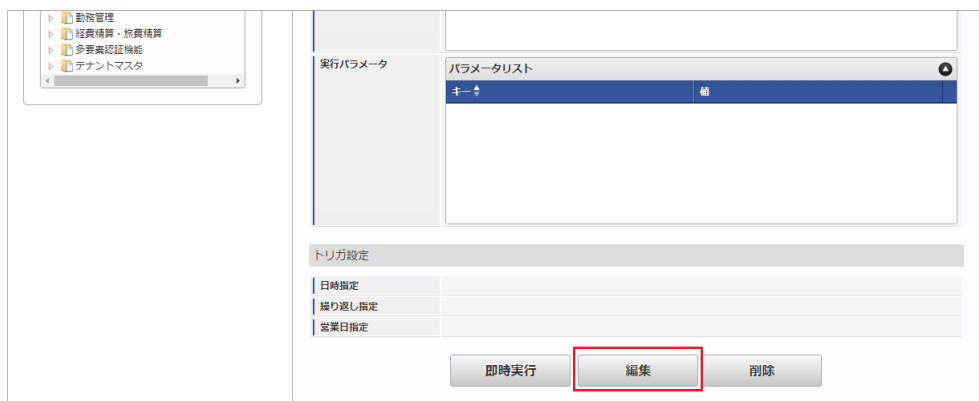 勤務管理
経費精算・旅費精算
多要素認証機能
テナントマスタ
実行パラメータ
パラメータリスト
キー 値
トリガ設定
日時指定
繰り返し指定
営業日指定
即時実行 編集 削除